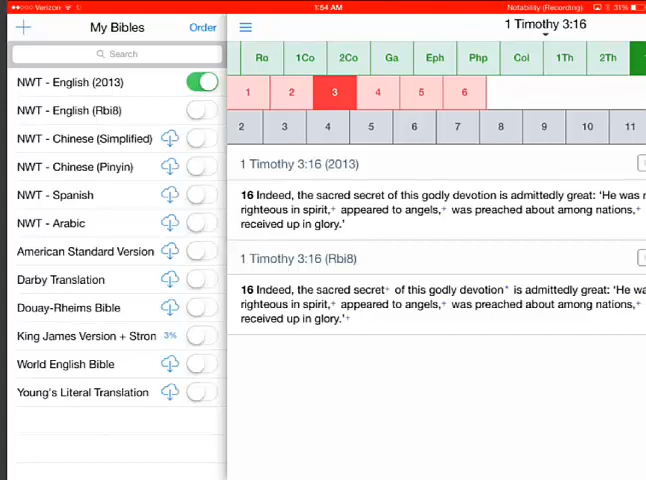 Verizon 1:54 AM Notability (Recording) 31%
My Bibles Order
Search
NWT - English (2013)
NWT - English (Rbi8)
NWT - Chinese (Simplified)
NWT - Chinese (Pinyin)
NWT - Spanish
NWT - Arabic
American Standard Version
Darby Translation
Douay-Rheims Bible
King James Version + Stron 3%
World English Bible
Young's Literal Translation
1 Timothy 3:16
Ro 1Co 2Co Ga Eph Php Col 1Th 2Th
1 2 3 4 5 6
2 3 4 5 6 7 8 9 10 11
1 Timothy 3:16 (2013)
16 Indeed, the sacred secret of this godly devotion is admittedly great: ‘He was
righteous in spirit,+ appeared to angels,+ was preached about among nations,+
received up in glory.’
1 Timothy 3:16 (Rbi8)
16 Indeed, the sacred secret+ of this godly devotion* is admittedly great: ‘He was
righteous in spirit,+ appeared to angels,+ was preached about among nations,+
received up in glory.’+